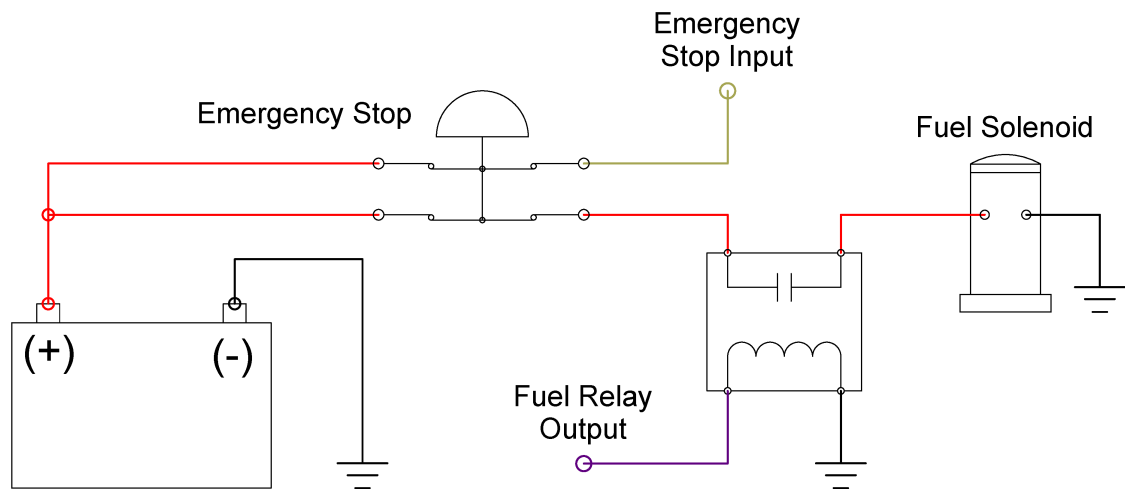 Emergency
Stop Input
Emergency Stop
Fuel Solenoid
(+)
(-)
Fuel Relay
Output